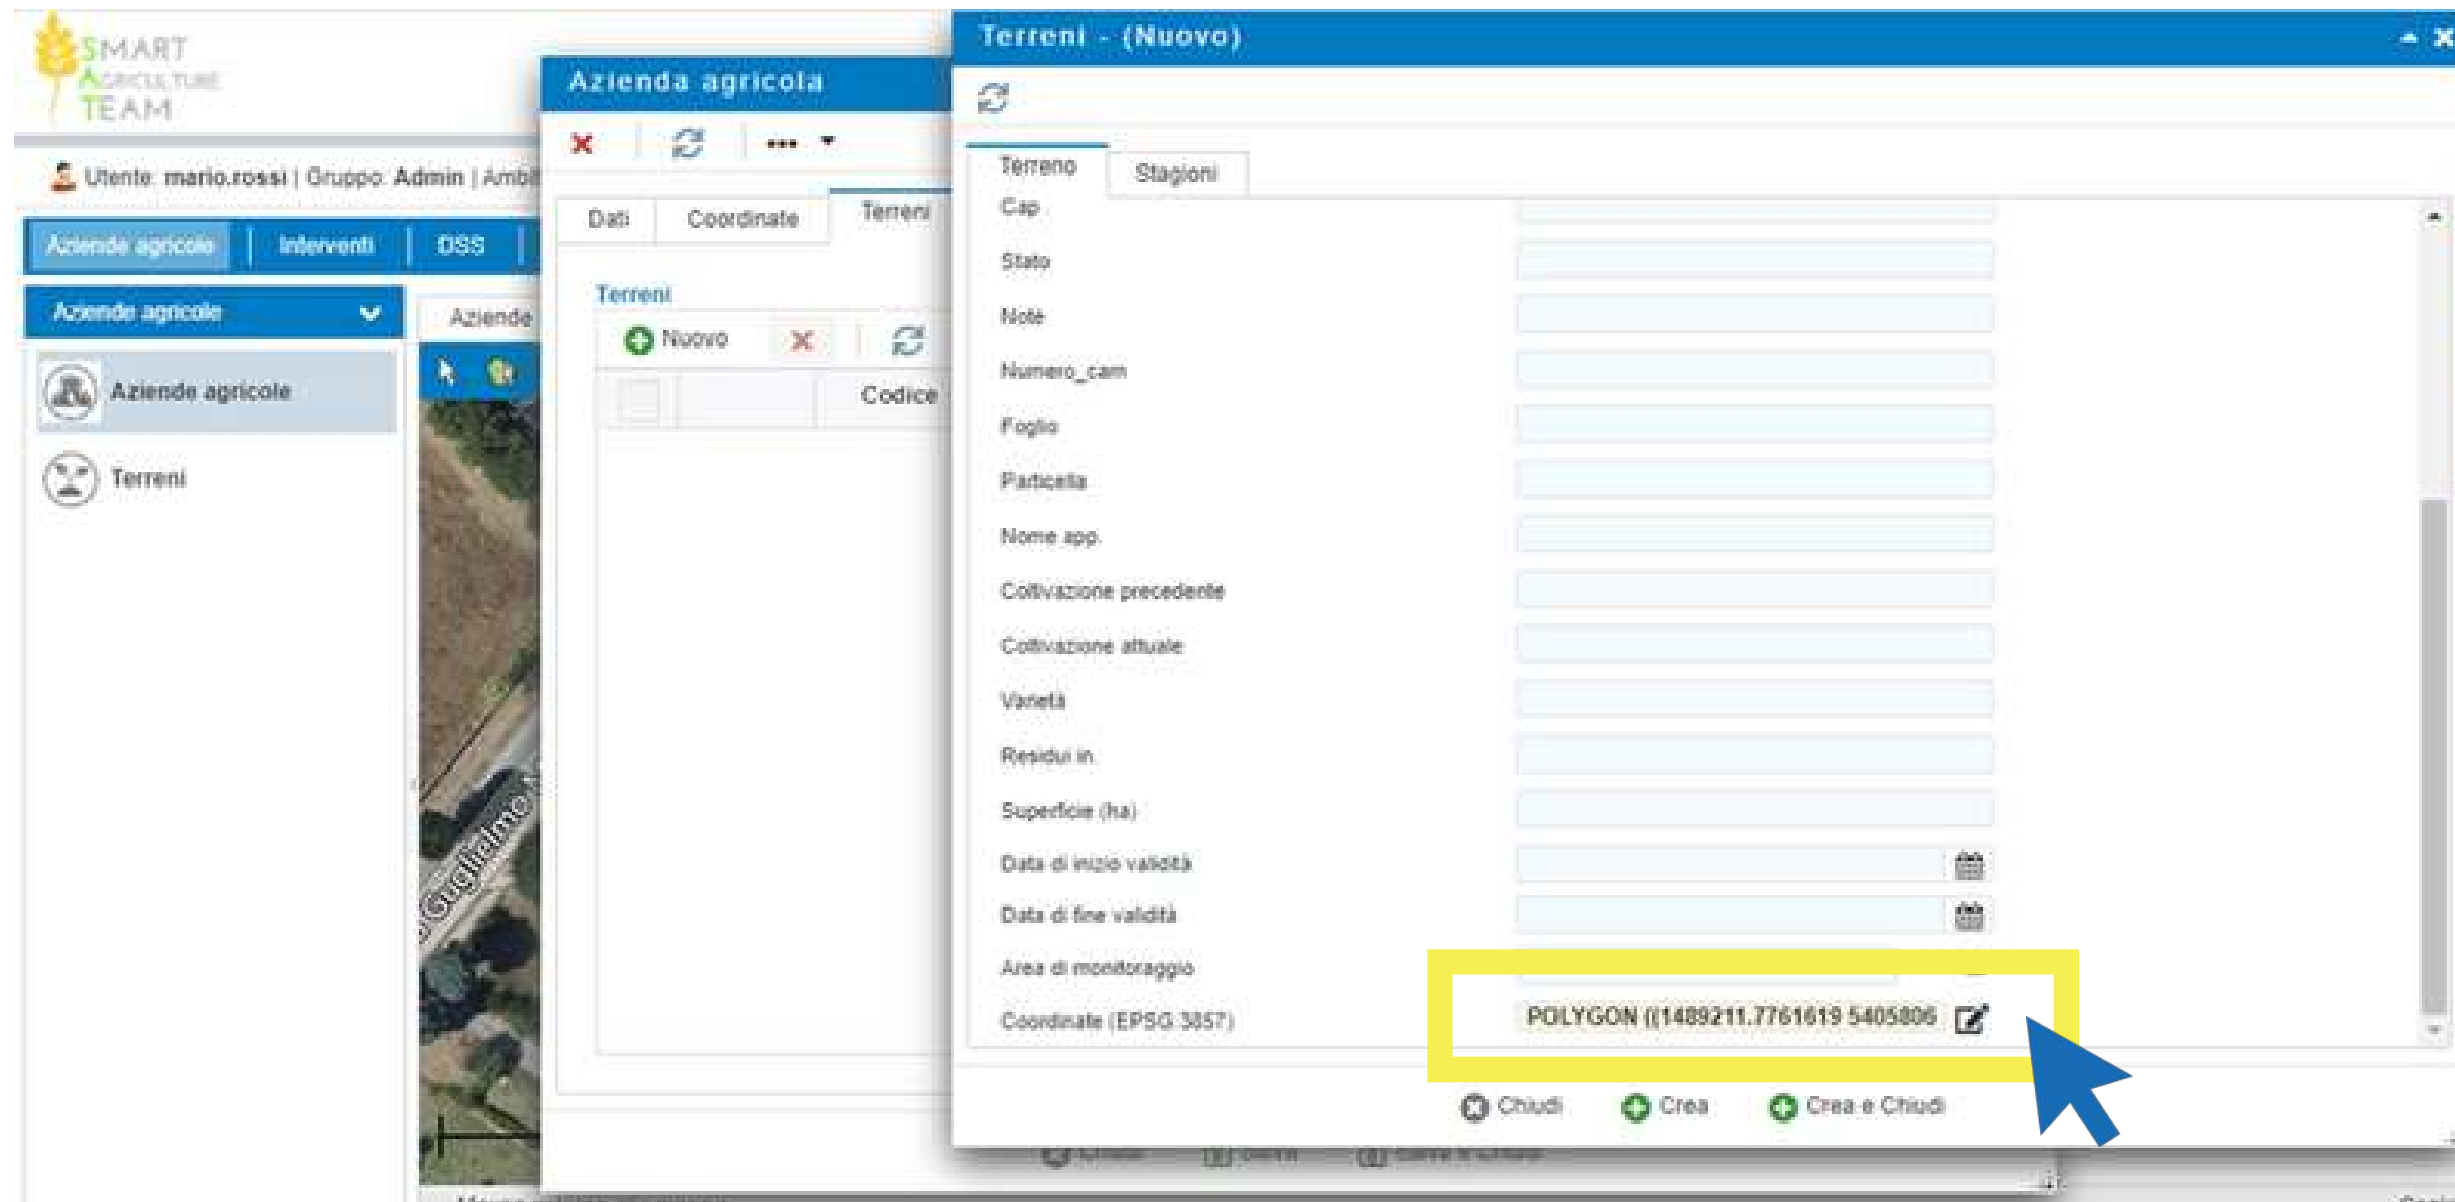 SMART
AGRICULTURE
TEAM
Utente: mario.rossi | Gruppo: Admin |
Aziende agricole
Interventi
DSS
Aziende agricole
Aziende agricole
Terreni
Aziende
Guglielmo
Azienda agricola
Dati
Coordinate
Terreni
Terreni
Nuovo
Codice
Terreni - (Nuovo)
Terreno
Stagioni
Cap
Stato
Note
Numero_cam
Foglio
Particella
Nome app.
Coltivazione precedente
Coltivazione attuale
Varietà
Residui in
Superficie (ha)
Data di inizio validità
Data di fine validità
Area di monitoraggio
Coordinate (EPSG 3857)
POLYGON ((1489211.7761619 5405806
Chiudi
Crea
Crea e Chiudi